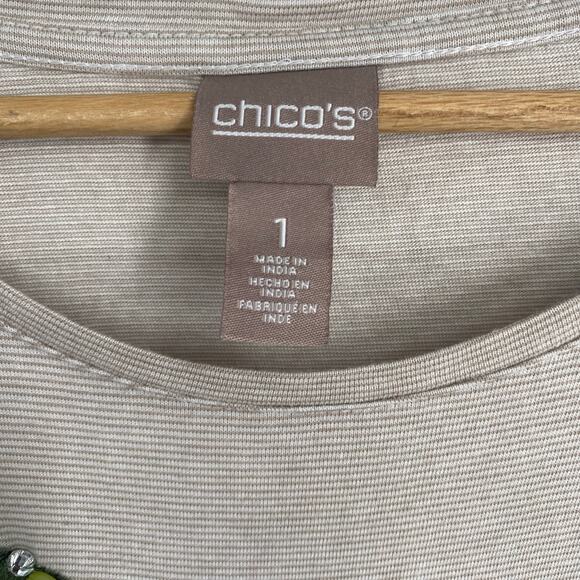 chico's®
1
MADE IN
INDIA
HECHO EN
INDIA
FABRIQUÉ EN
INDE